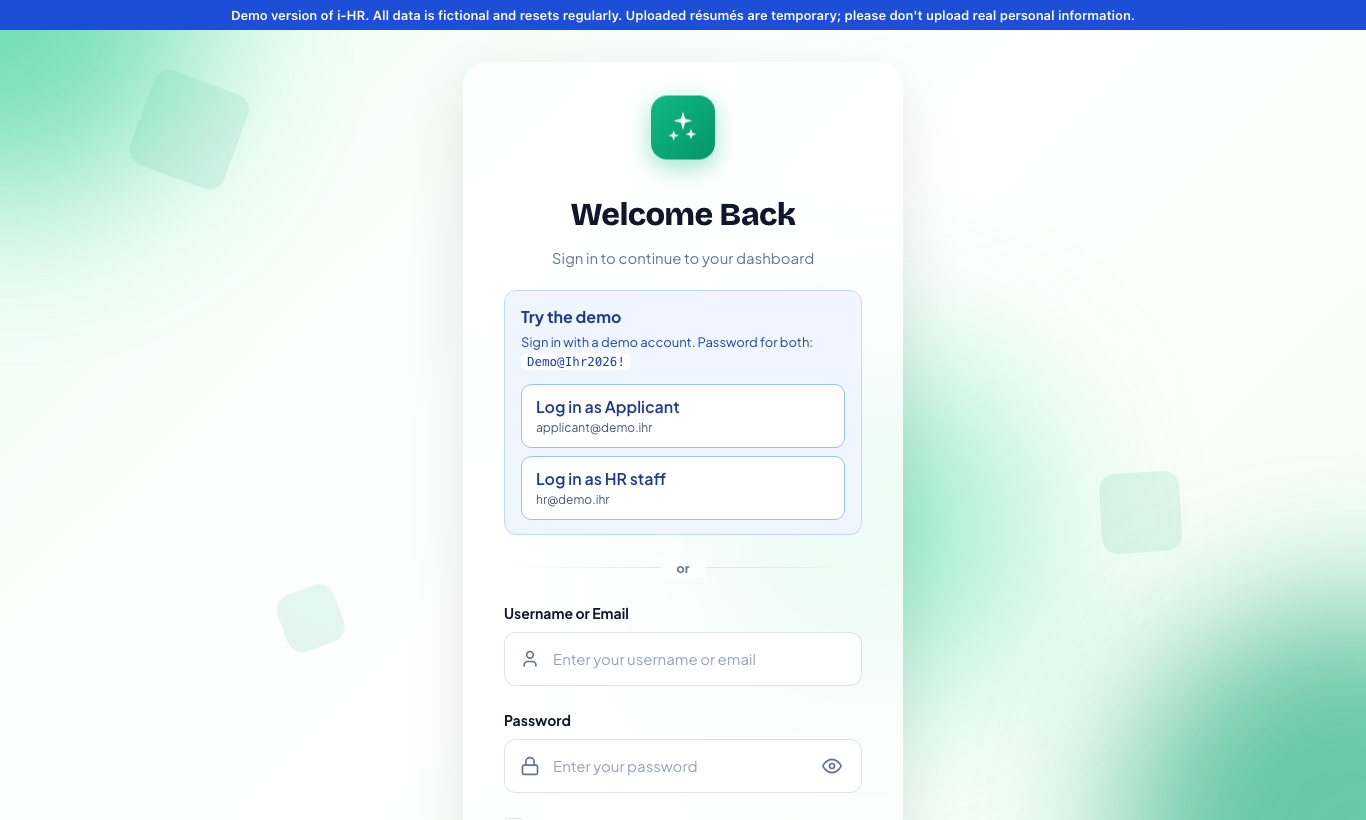 Demo version of i-HR. All data is fictional and resets regularly. Uploaded résumés are temporary; please don't upload real personal information.
Welcome Back
Sign in to continue to your dashboard
Try the demo
Sign in with a demo account. Password for both:
Demo@Ihr2026!
Log in as Applicant
applicant@demo.ihr
Log in as HR staff
hr@demo.ihr
or
Username or Email
Enter your username or email
Password
Enter your password